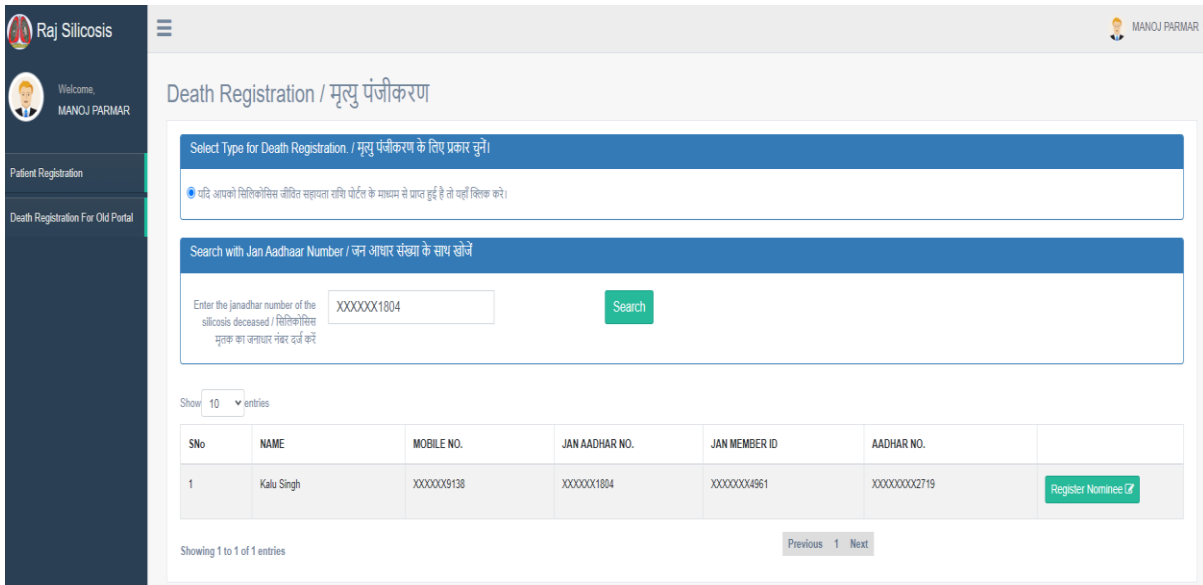 Raj Silicosis
MANOJ PARMAR
Welcome,
MANOJ PARMAR
Patient Registration
Death Registration For Old Portal
Death Registration / मृत्यु पंजीकरण
Select Type for Death Registration. / मृत्यु पंजीकरण के लिए प्रकार चुनें।
यदि आपको सिलिकोसिस जीवित सहायता राशि पोर्टल के माध्यम से प्राप्त हुई है तो यहाँ क्लिक करे।
Search with Jan Aadhaar Number / जन आधार संख्या के साथ खोजें
Enter the janadhar number of the
silicosis deceased / सिलिकोसिस
मृतक का जनाधार नंबर दर्ज करें
XXXXXX1804
Search
Show 10 entries
SNo NAME MOBILE NO. JAN AADHAR NO. JAN MEMBER ID AADHAR NO.
1 Kalu Singh XXXXXX9138 XXXXXX1804 XXXXXXX4961 XXXXXXXX2719 Register Nominee
Showing 1 to 1 of 1 entries
Previous 1 Next